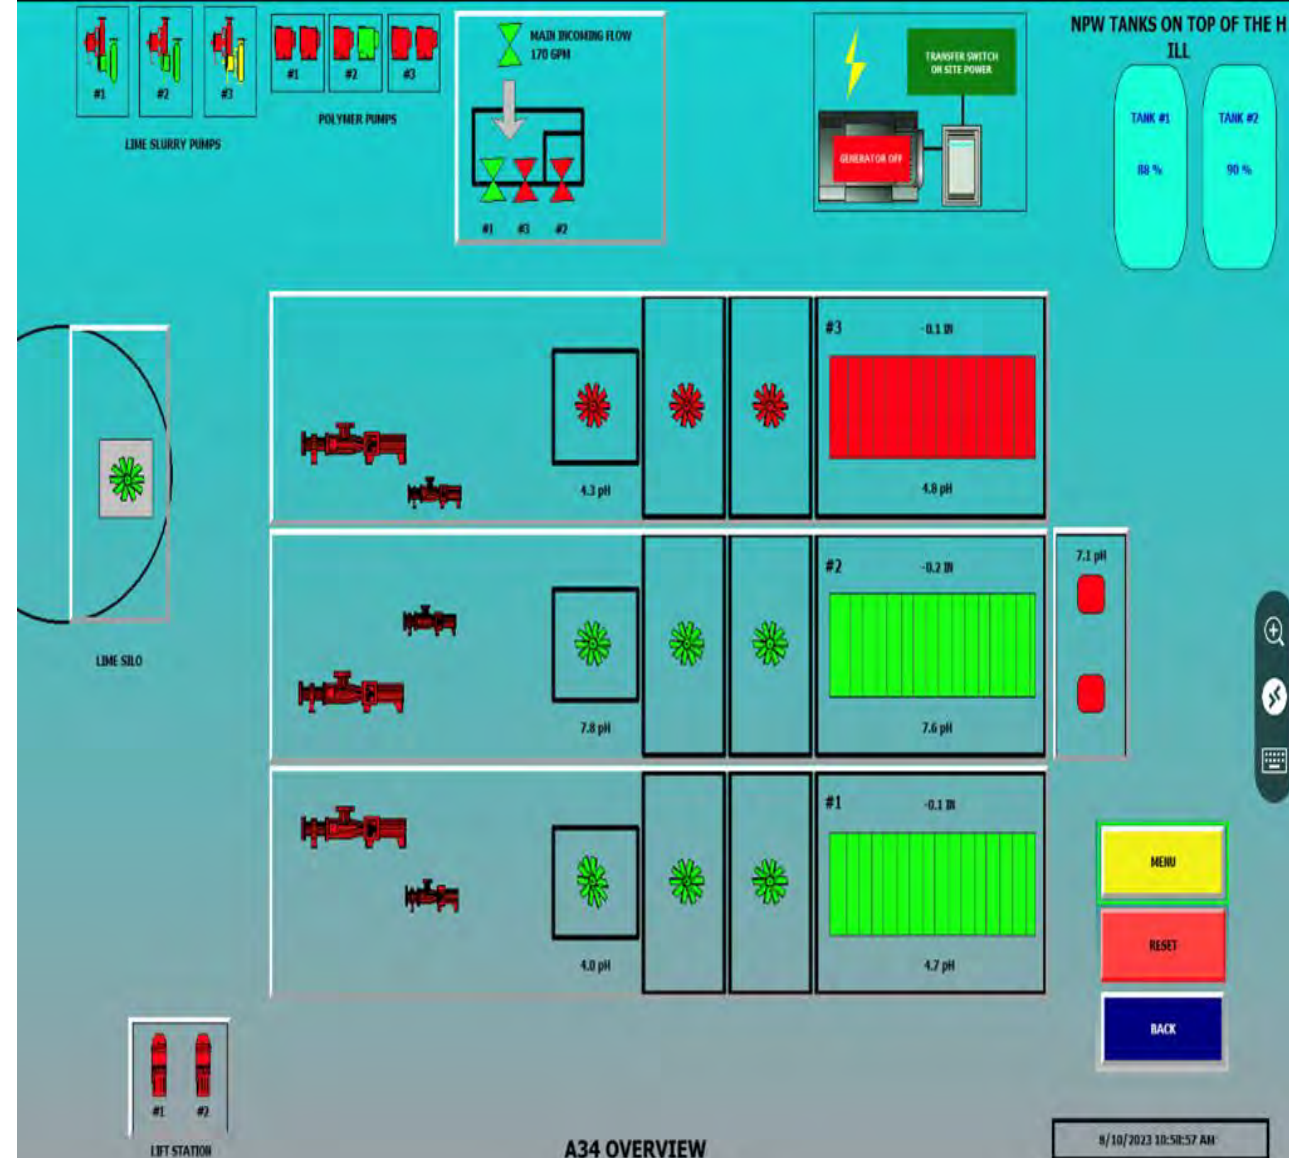 MAIN INCOMING FLOW
170 GPM
TRANSFER SWITCH
ON SITE POWER
GENERATOR OFF
NPW TANKS ON TOP OF THE H
ILL
TANK #1
88 %
TANK #2
90 %
#1
#2
#3
LIME SLURRY PUMPS
#1
#2
#3
POLYMER PUMPS
#1
#3
#2
#3
-0.1 IN
4.3 pH
4.8 pH
#2
-0.2 IN
7.8 pH
7.6 pH
7.1 pH
LIME SILO
#1
-0.1 IN
4.0 pH
4.7 pH
MENU
RESET
BACK
#1
#2
LIFT STATION
A34 OVERVIEW
8/10/2023 10:58:57 AM